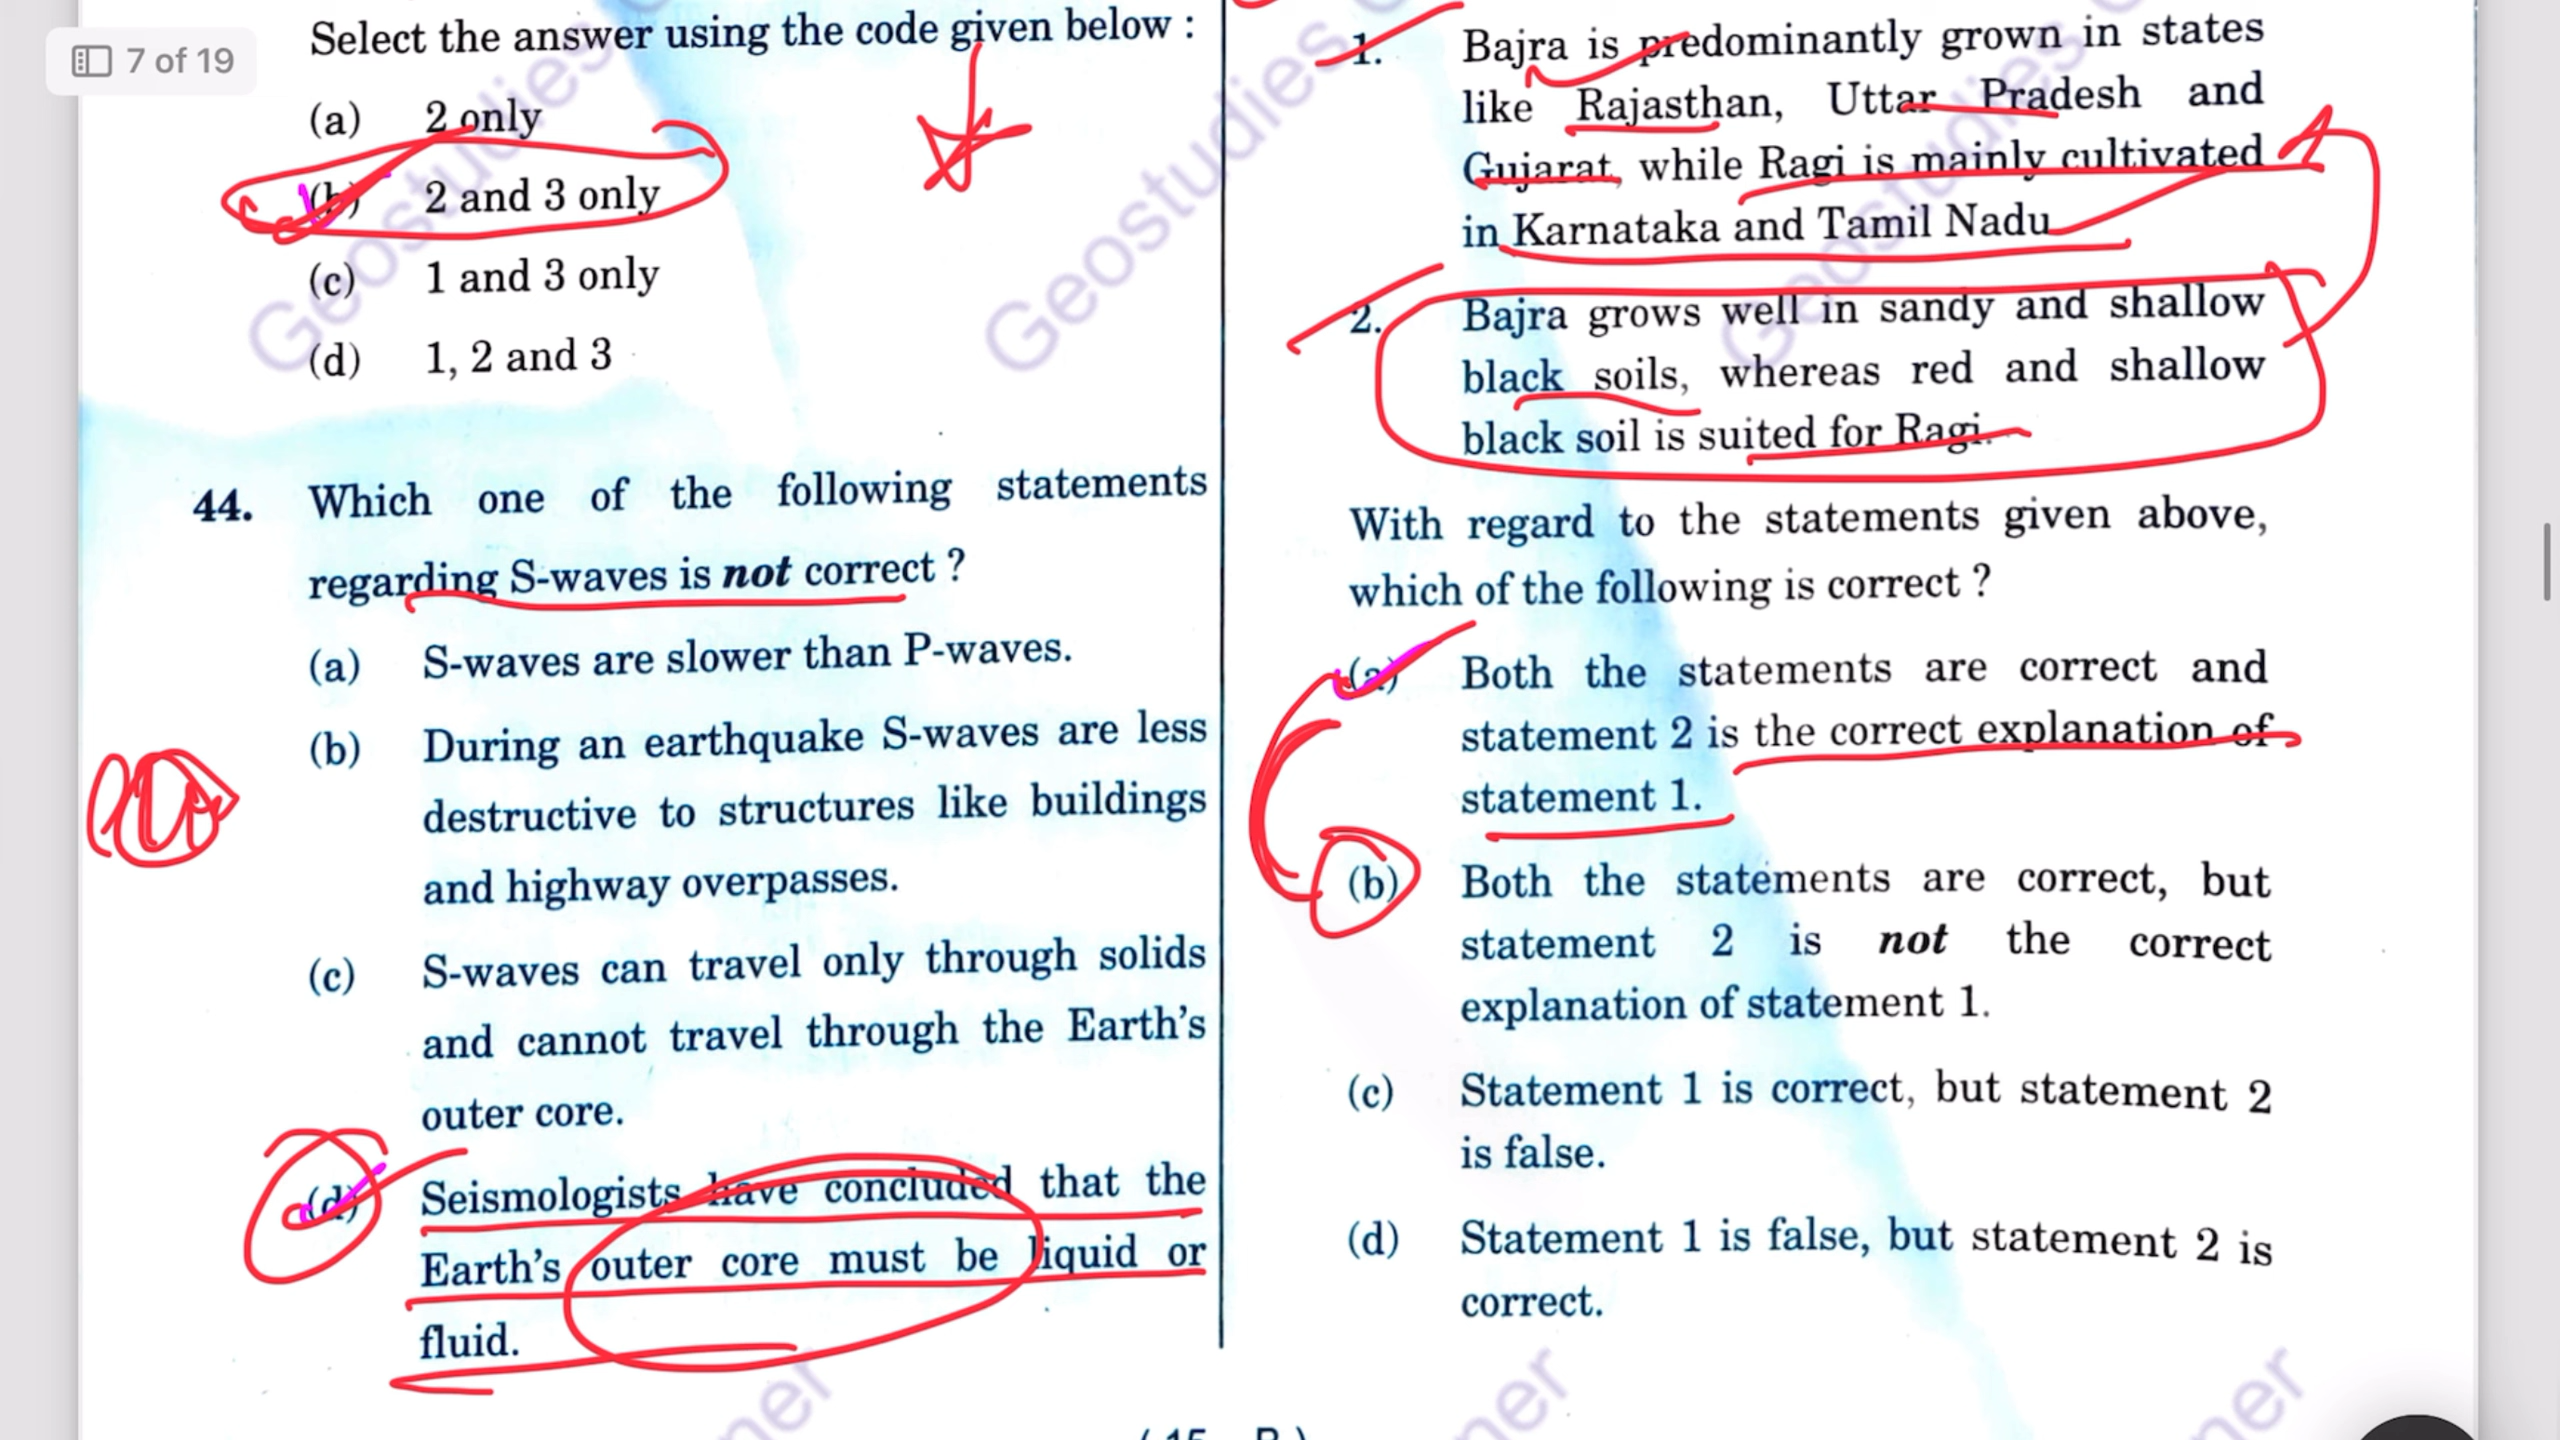 7 of 19
Select the answer using the code given below :
(a) 2 only
(b) 2 and 3 only
(c) 1 and 3 only
(d) 1, 2 and 3
44. Which one of the following statements
regarding S-waves is not correct ?
(a) S-waves are slower than P-waves.
(b) During an earthquake S-waves are less
destructive to structures like buildings
and highway overpasses.
(c) S-waves can travel only through solids
and cannot travel through the Earth's
outer core.
(d) Seismologists have concluded that the
Earth's outer core must be liquid or
fluid.
1. Bajra is predominantly grown in states
like Rajasthan, Uttar Pradesh and
Gujarat, while Ragi is mainly cultivated
in Karnataka and Tamil Nadu
2. Bajra grows well in sandy and shallow
black soils, whereas red and shallow
black soil is suited for Ragi.
With regard to the statements given above,
which of the following is correct ?
(a) Both the statements are correct and
statement 2 is the correct explanation of
statement 1.
(b) Both the statements are correct, but
statement 2 is not the correct
explanation of statement 1.
(c) Statement 1 is correct, but statement 2
is false.
(d) Statement 1 is false, but statement 2 is
correct.
Geostudies
Geostudies
Geostudies